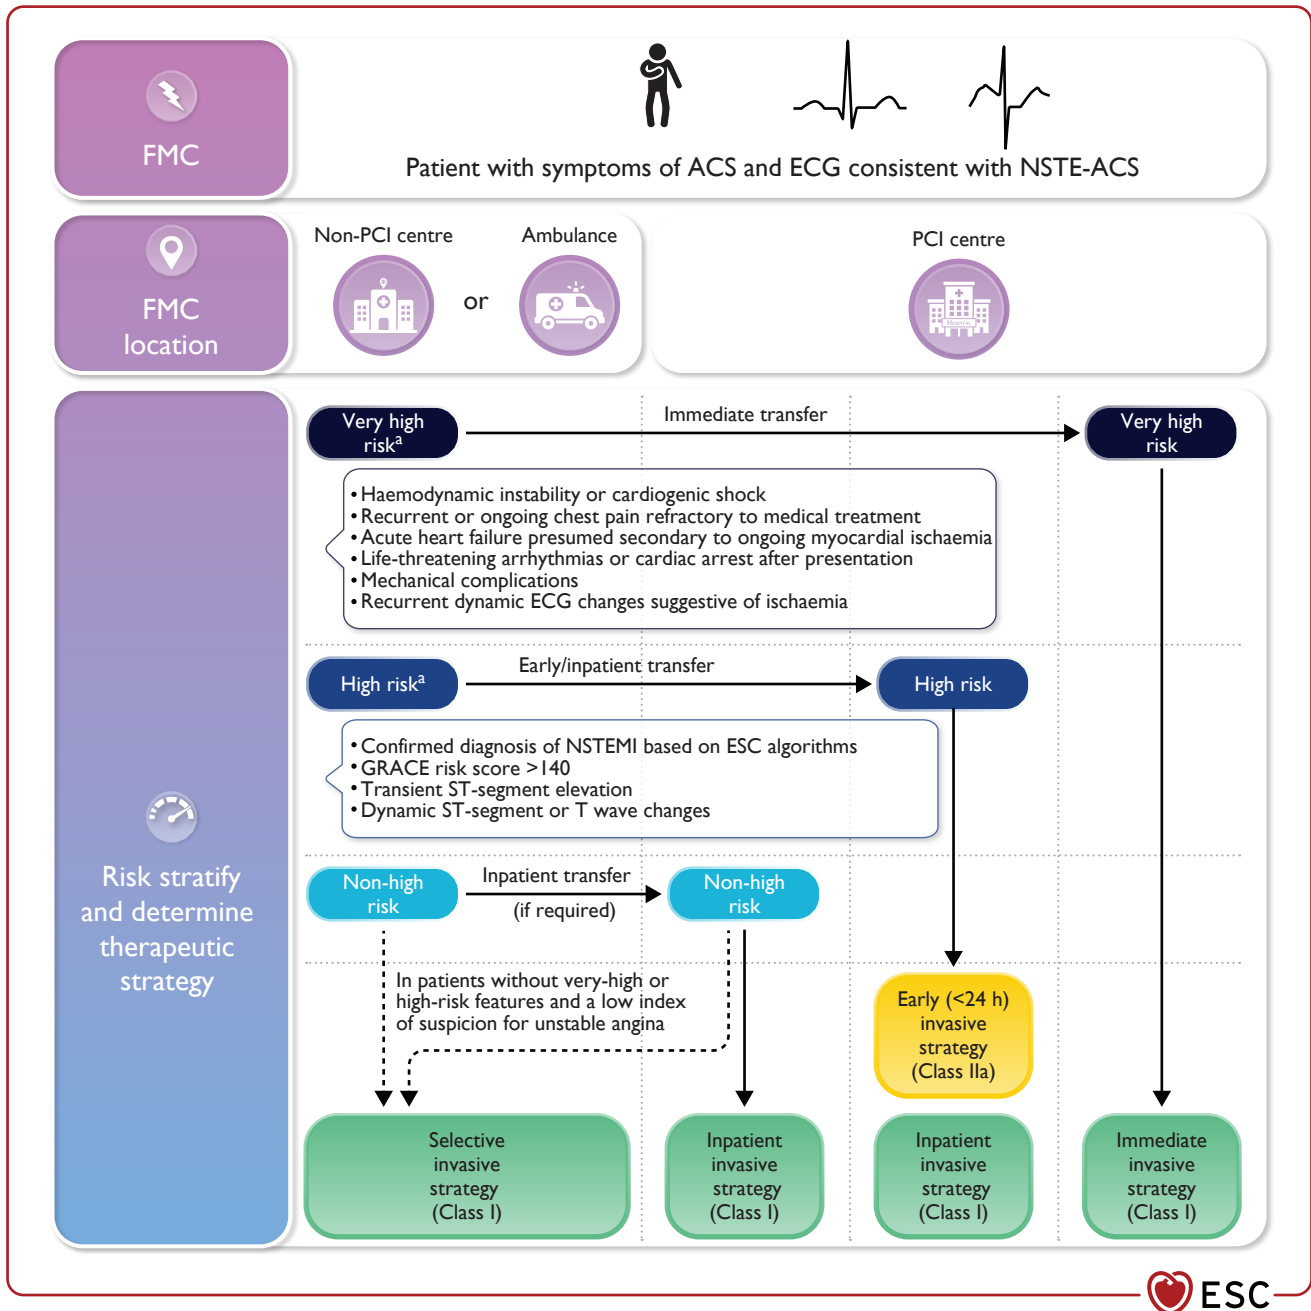 FMC
Patient with symptoms of ACS and ECG consistent with NSTE-ACS
FMC
location
Non-PCI centre
or
Ambulance
PCI centre
HOSPITAL
Risk stratify
and determine
therapeutic
strategy
Very high
riskª
Immediate transfer
Very high
risk
• Haemodynamic instability or cardiogenic shock
• Recurrent or ongoing chest pain refractory to medical treatment
• Acute heart failure presumed secondary to ongoing myocardial ischaemia
• Life-threatening arrhythmias or cardiac arrest after presentation
• Mechanical complications
• Recurrent dynamic ECG changes suggestive of ischaemia
High riskª
Early/inpatient transfer
High risk
• Confirmed diagnosis of NSTEMI based on ESC algorithms
• GRACE risk score >140
• Transient ST-segment elevation
• Dynamic ST-segment or T wave changes
Non-high
risk
Inpatient transfer
(if required)
Non-high
risk
In patients without very-high or
high-risk features and a low index
of suspicion for unstable angina
Early (<24 h)
invasive
strategy
(Class IIa)
Selective
invasive
strategy
(Class I)
Inpatient
invasive
strategy
(Class I)
Inpatient
invasive
strategy
(Class I)
Immediate
invasive
strategy
(Class I)
ESC